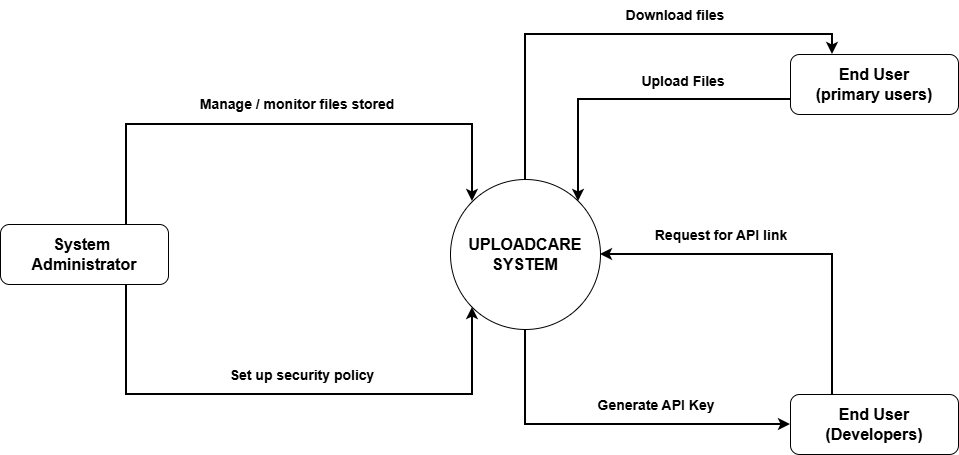 Download files
End User
(primary users)
Upload Files
Manage / monitor files stored
System
Administrator
UPLOADCARE
SYSTEM
Request for API link
Set up security policy
Generate API Key
End User
(Developers)